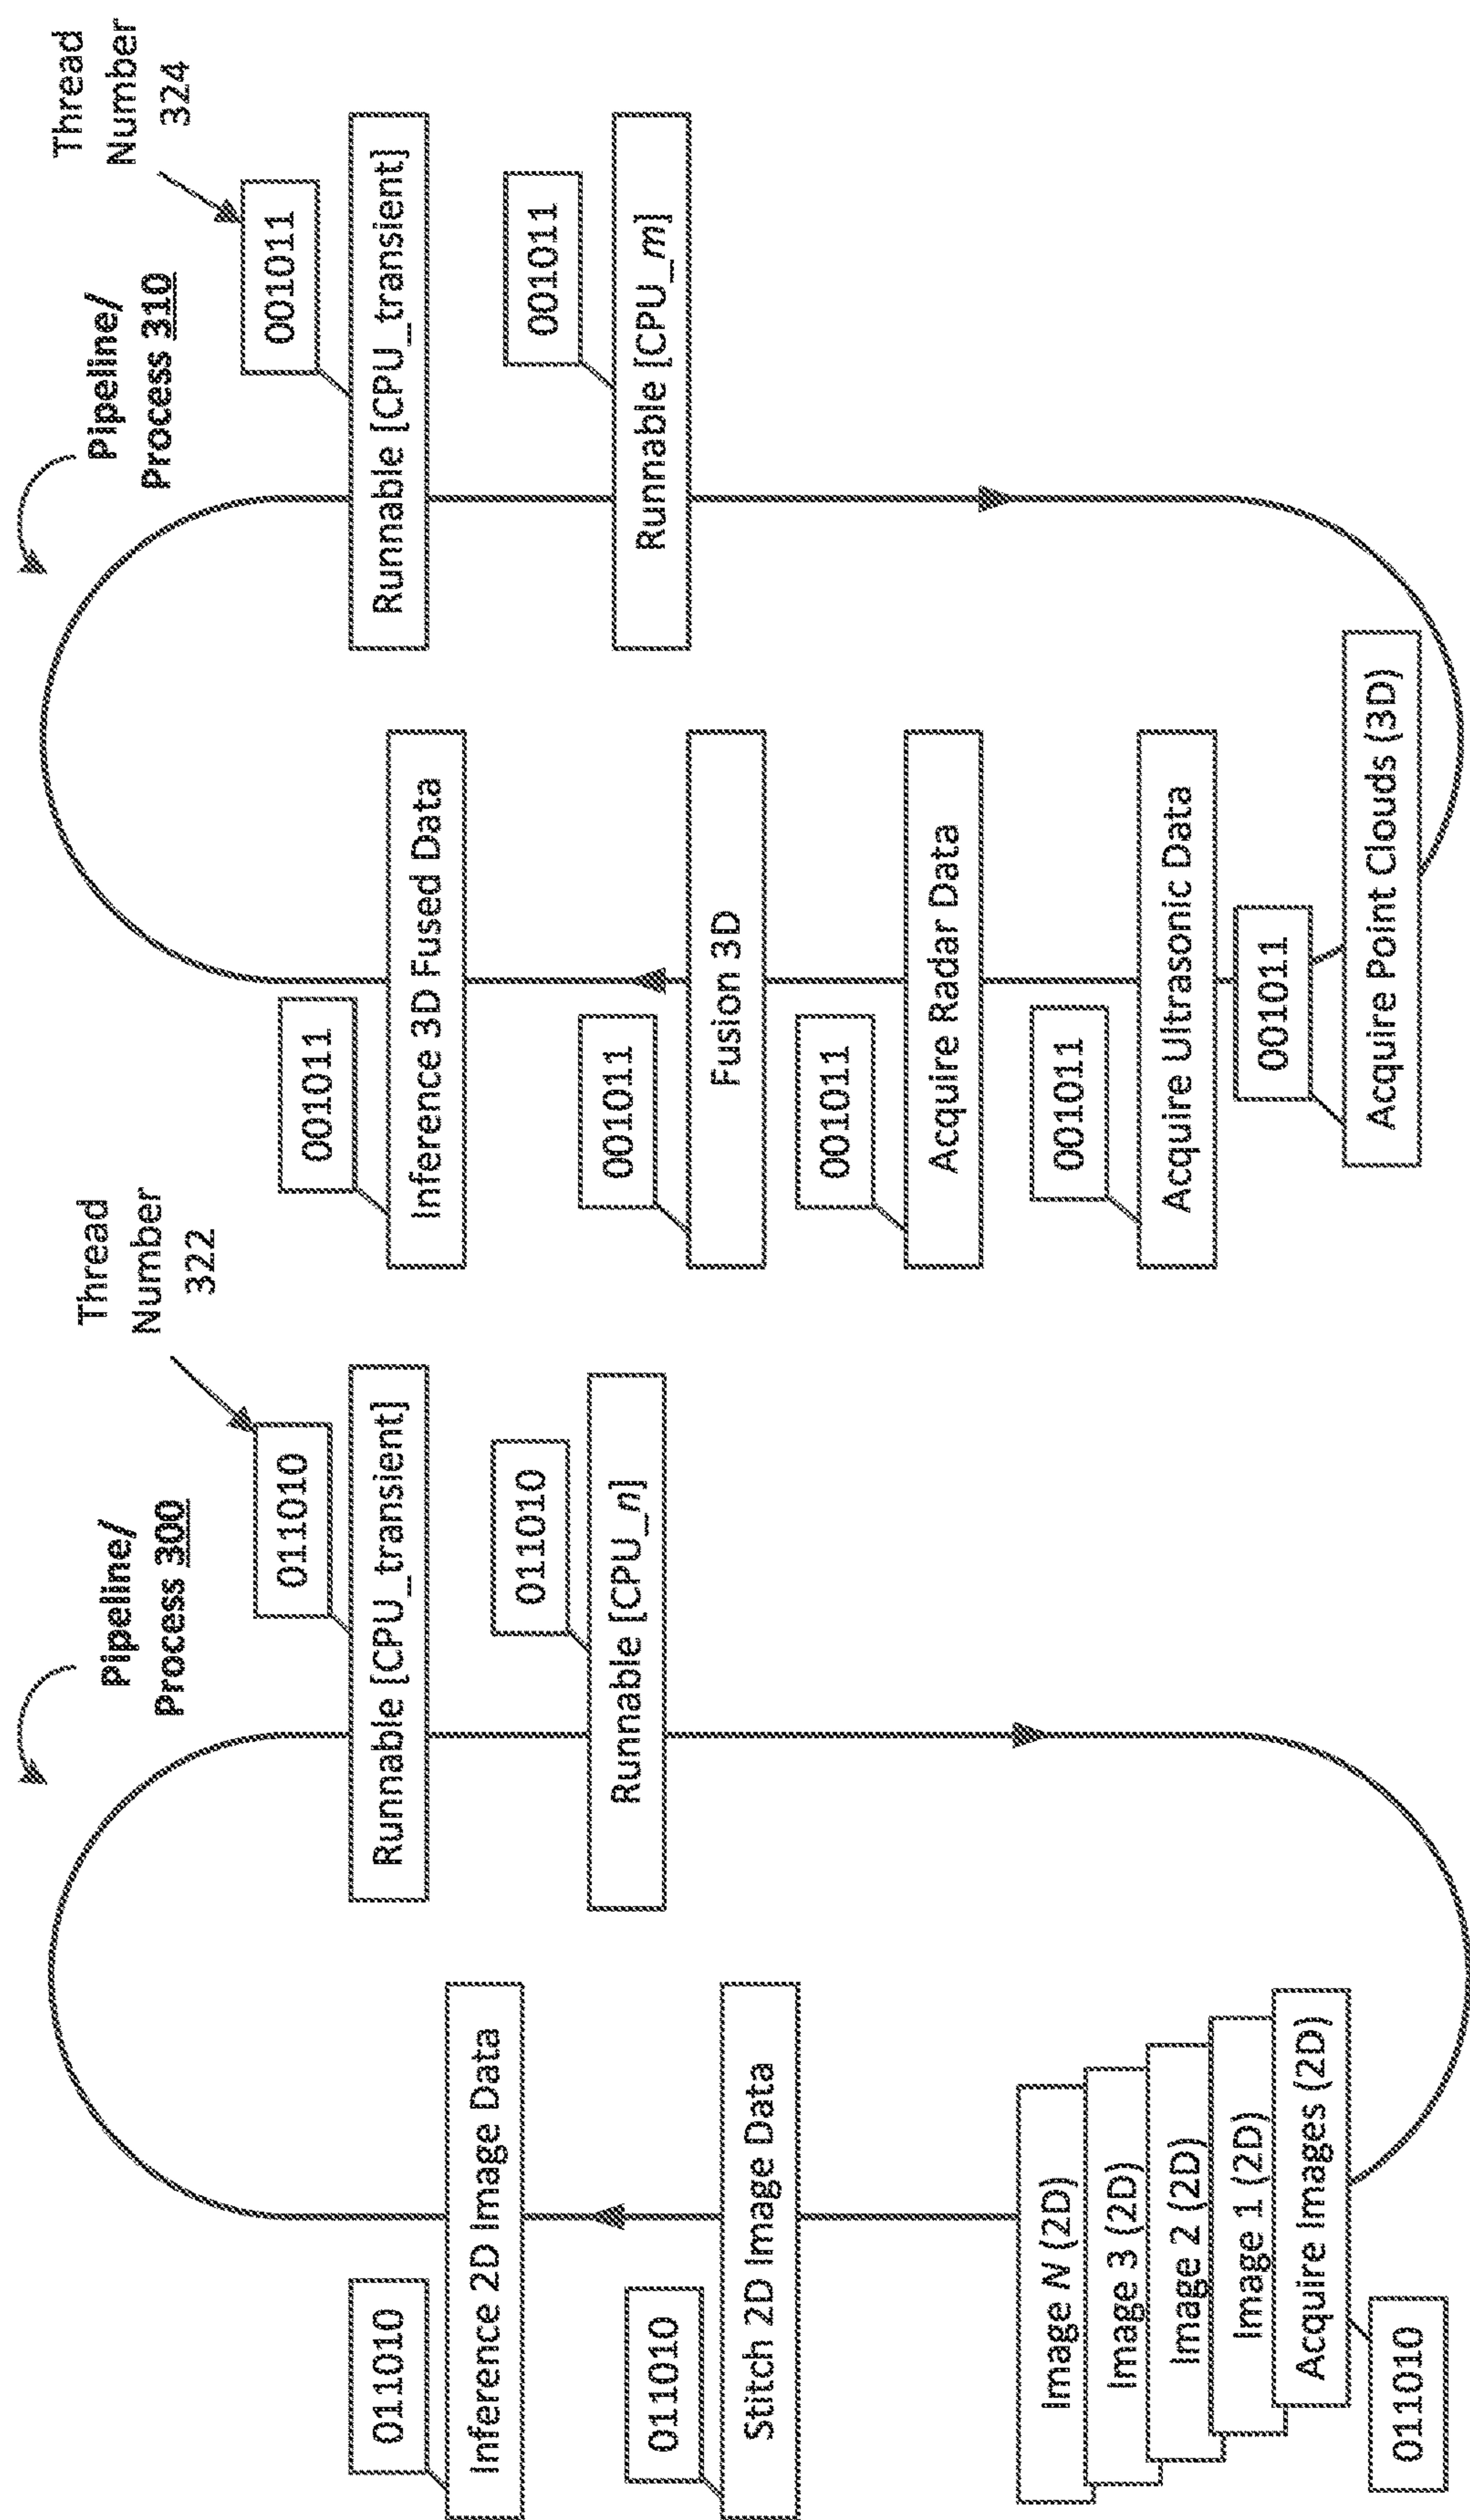 Pipeline/
Process 300
Thread
Number
322
011010
Runnable [CPU_transient]
011010
Runnable [CPU_n]
011010
Inference 2D Image Data
011010
Stitch 2D Image Data
Image N (2D)
Image 3 (2D)
Image 2 (2D)
Image 1 (2D)
Acquire Images (2D)
011010
Pipeline/
Process 310
Thread
Number
324
001011
Runnable [CPU_transient]
001011
Runnable [CPU_m]
001011
Inference 3D Fused Data
001011
Fusion 3D
001011
Acquire Radar Data
001011
Acquire Ultrasonic Data
001011
Acquire Point Clouds (3D)